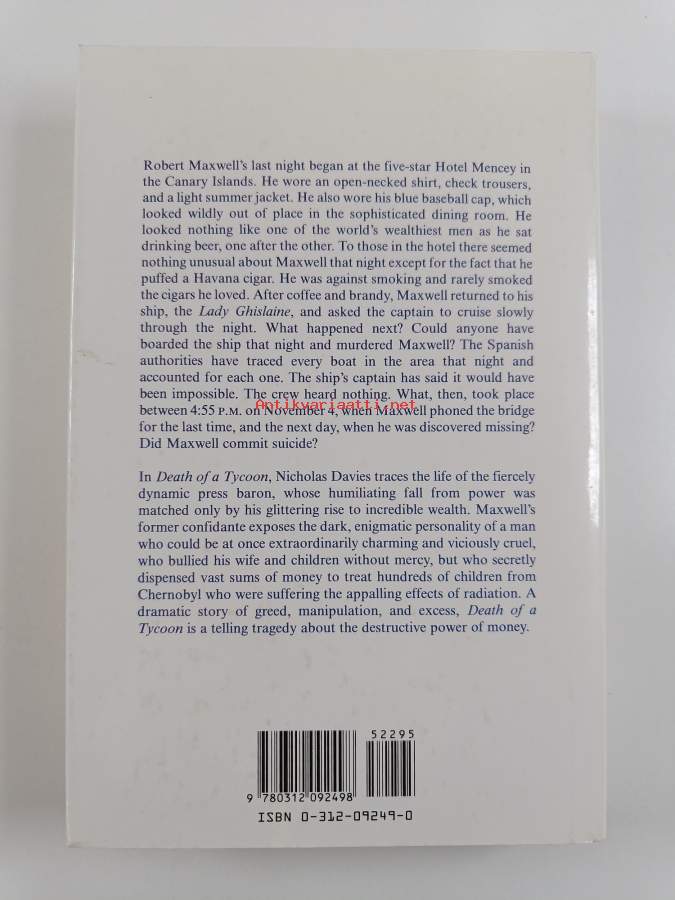 Robert Maxwell's last night began at the five-star Hotel Mencey in
the Canary Islands. He wore an open-necked shirt, check trousers,
and a light summer jacket. He also wore his blue baseball cap, which
looked wildly out of place in the sophisticated dining room. He
looked nothing like one of the world's wealthiest men as he sat
drinking beer, one after the other. To those in the hotel there seemed
nothing unusual about Maxwell that night except for the fact that he
puffed a Havana cigar. He was against smoking and rarely smoked
the cigars he loved. After coffee and brandy, Maxwell returned to his
ship, the Lady Ghislaine, and asked the captain to cruise slowly
through the night. What happened next? Could anyone have
boarded the ship that night and murdered Maxwell? The Spanish
authorities have traced every boat in the area that night and
accounted for each one. The ship's captain has said it would have
been impossible. The crew heard nothing. What, then, took place
Antikvariaatti.net
between 4:55 P.M. on November 4, when Maxwell phoned the bridge
for the last time, and the next day, when he was discovered missing?
Did Maxwell commit suicide?
In Death of a Tycoon, Nicholas Davies traces the life of the fiercely
dynamic press baron, whose humiliating fall from power was
matched only by his glittering rise to incredible wealth. Maxwell's
former confidante exposes the dark, enigmatic personality of a man
who could be at once extraordinarily charming and viciously cruel,
who bullied his wife and children without mercy, but who secretly
dispensed vast sums of money to treat hundreds of children from
Chernobyl who were suffering the appalling effects of radiation. A
dramatic story of greed, manipulation, and excess, Death of a
Tycoon is a telling tragedy about the destructive power of money.
52295
9 780312 092498
ISBN 0-312-09249-0